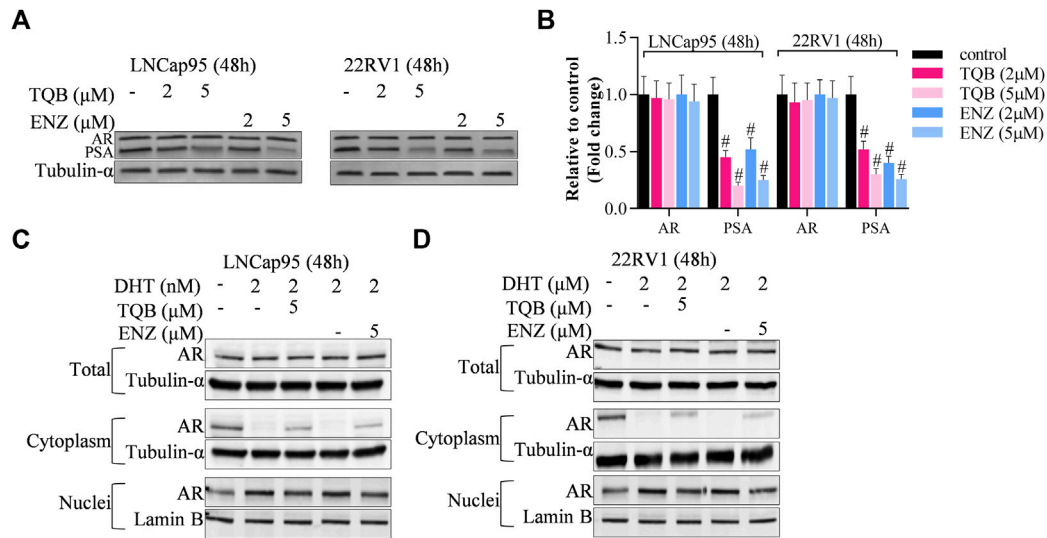 A
LNCap95 (48h) 22RV1 (48h)
TQB (μM) - 2 5 - 2 5
ENZ (μM) 2 5 2 5
AR
PSA
Tubulin-α
B
Relative to control
(Fold change)
1.5
1.0
0.5
0.0
LNCap95 (48h) 22RV1 (48h)
# # # # # # # #
AR PSA AR PSA
control
TQB (2μM)
TQB (5μM)
ENZ (2μM)
ENZ (5μM)
C
LNCap95 (48h)
DHT (nM) - 2 2 2 2
TQB (μM) - 5
ENZ (μM) - 5
Total AR
Tubulin-α
Cytoplasm AR
Tubulin-α
Nuclei AR
Lamin B
D
22RV1 (48h)
DHT (μM) - 2 2 2 2
TQB (μM) 5
ENZ (μM) - 5
Total AR
Tubulin-α
Cytoplasm AR
Tubulin-α
Nuclei AR
Lamin B